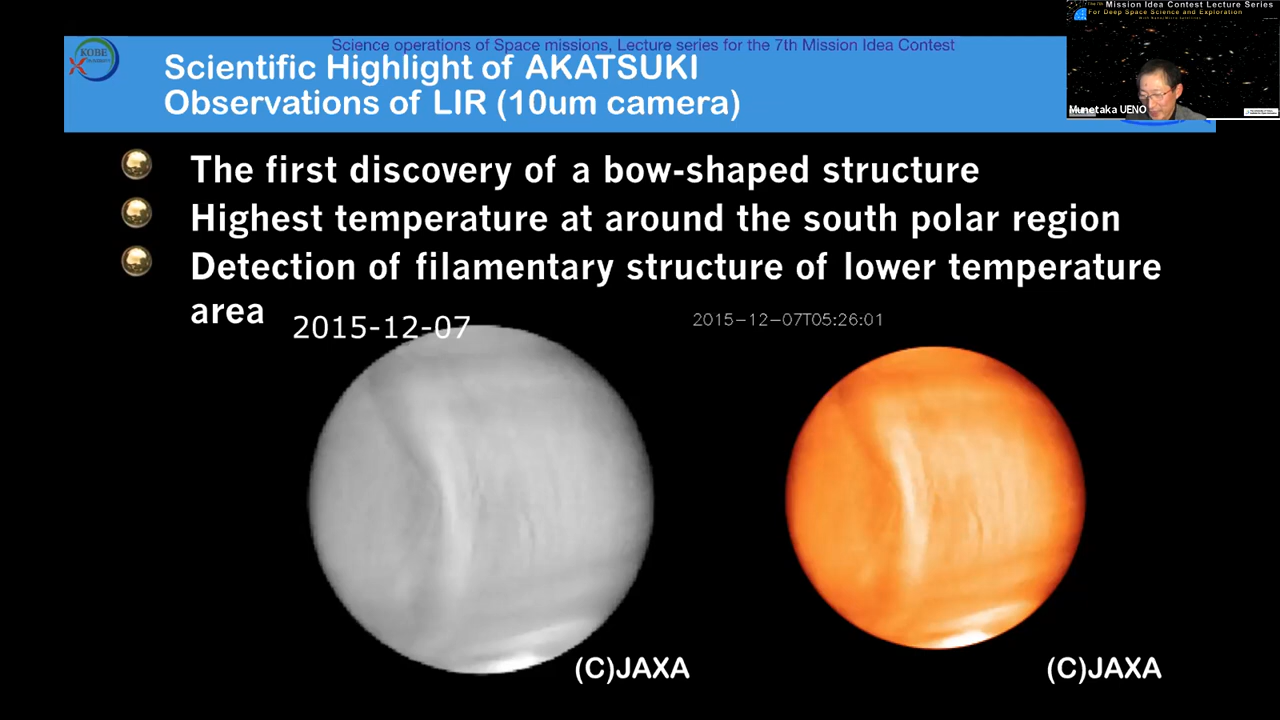 Science operations of Space missions, Lecture series for the 7th Mission Idea Contest
KOBE
X
Scientific Highlight of AKATSUKI
Observations of LIR (10um camera)
Mission Idea Contest Lecture Series
For Deep Space Science and Exploration
Munetaka UENO
The first discovery of a bow-shaped structure
Highest temperature at around the south polar region
Detection of filamentary structure of lower temperature
area
2015-12-07
2015-12-07T05:26:01
(C)JAXA
(C)JAXA